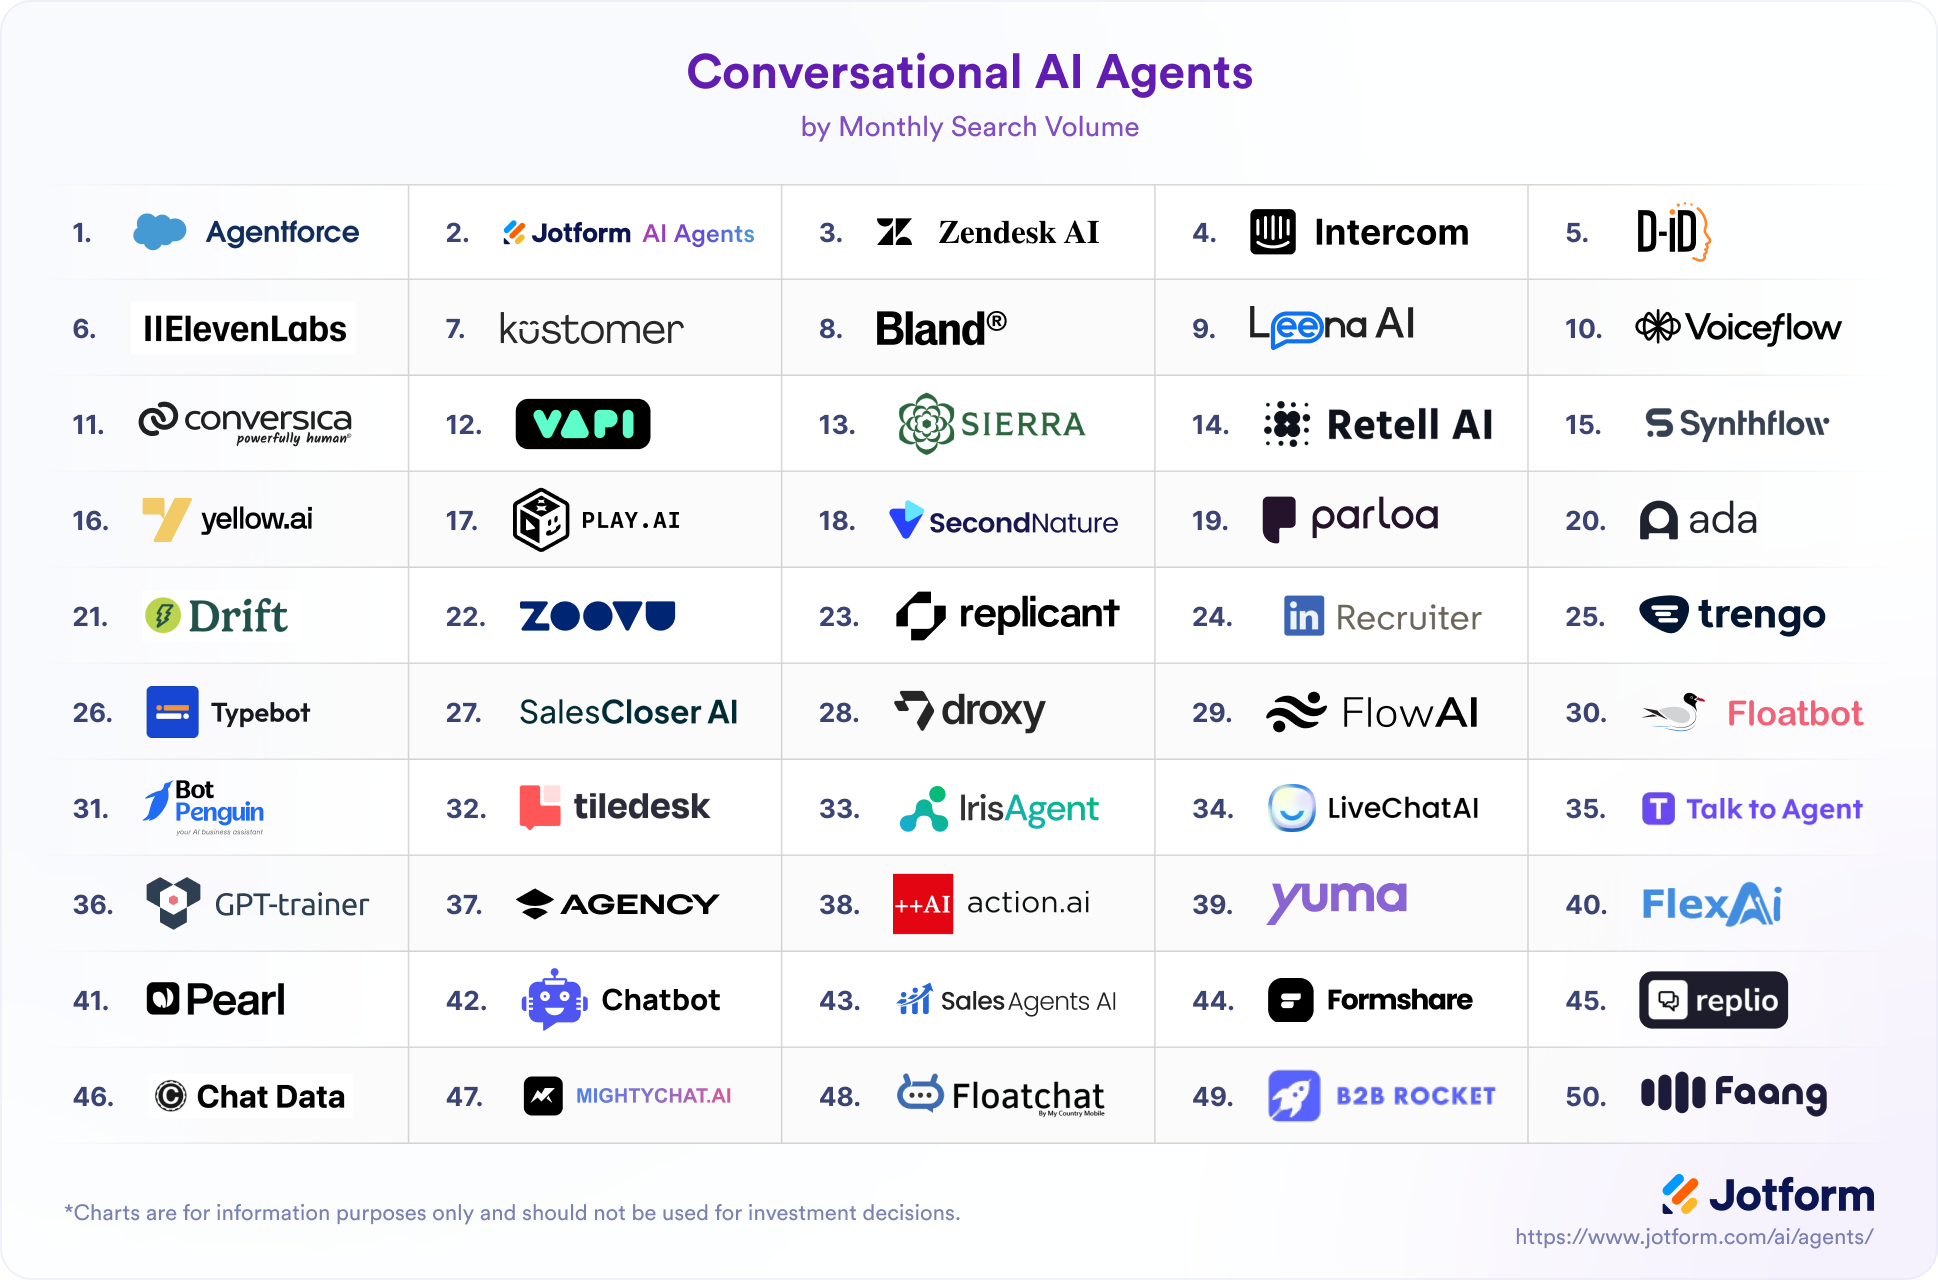 Conversational AI Agents
by Monthly Search Volume
1. Agentforce
2. Jotform AI Agents
3. Zendesk AI
4. Intercom
5. D-iD
6. IIElevenLabs
7. küstomer
8. Bland®
9. Leena AI
10. Voiceflow
11. conversica
powerfully human®
12. VAPI
13. SIERRA
14. Retell AI
15. Synthflow
16. yellow.ai
17. PLAY.AI
18. SecondNature
19. parloa
20. ada
21. Drift
22. ZOOVU
23. replicant
24. in Recruiter
25. trengo
26. Typebot
27. SalesCloser AI
28. droxy
29. FlowAI
30. Floatbot
31. Bot
Penguin
your AI business assistant
32. tiledesk
33. IrisAgent
34. LiveChatAI
35. T Talk to Agent
36. GPT-trainer
37. AGENCY
38. ++AI action.ai
39. yuma
40. FlexAi
41. Pearl
42. Chatbot
43. Sales Agents AI
44. Formshare
45. replio
46. C Chat Data
47. MIGHTYCHAT.AI
48. Floatchat
By My Country Mobile
49. B2B ROCKET
50. Faang
*Charts are for information purposes only and should not be used for investment decisions.
Jotform
https://www.jotform.com/ai/agents/